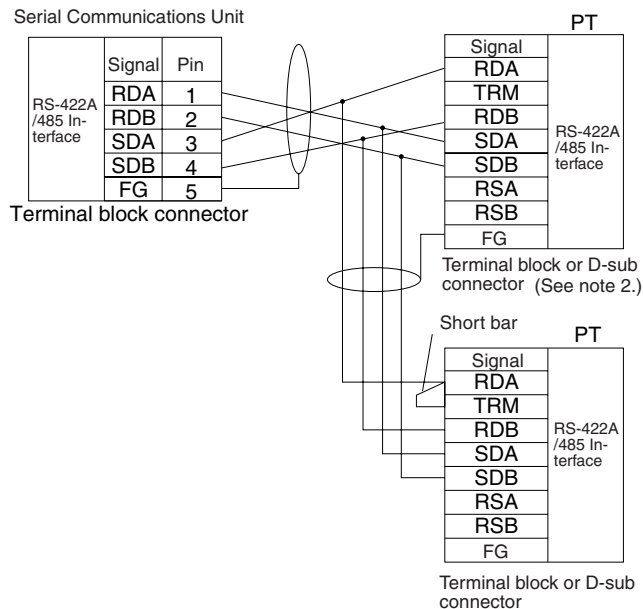 Serial Communications Unit
RS-422A
/485 In-
terface
Signal Pin
RDA 1
RDB 2
SDA 3
SDB 4
FG 5
Terminal block connector
PT
Signal
RDA
TRM
RDB
SDA
SDB
RSA
RSB
FG
RS-422A
/485 In-
terface
Terminal block or D-sub
connector (See note 2.)
Short bar
PT
Signal
RDA
TRM
RDB
SDA
SDB
RSA
RSB
FG
RS-422A
/485 In-
terface
Terminal block or D-sub
connector